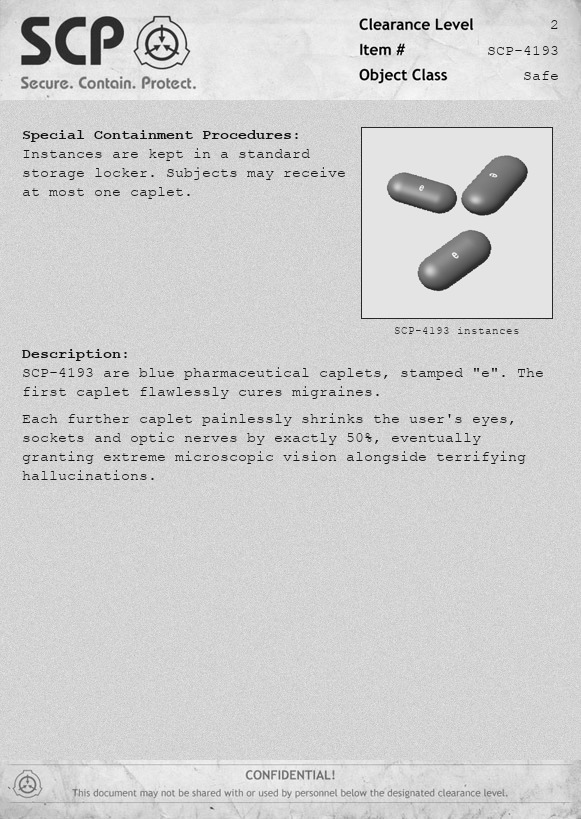 SCP
Secure. Contain. Protect.
Clearance Level 2
Item # SCP-4193
Object Class Safe
Special Containment Procedures:
Instances are kept in a standard
storage locker. Subjects may receive
at most one caplet.
e
e
e
SCP-4193 instances
Description:
SCP-4193 are blue pharmaceutical caplets, stamped "e". The
first caplet flawlessly cures migraines.
Each further caplet painlessly shrinks the user's eyes,
sockets and optic nerves by exactly 50%, eventually
granting extreme microscopic vision alongside terrifying
hallucinations.
CONFIDENTIAL!
This document may not be shared with or used by personnel below the designated clearance level.